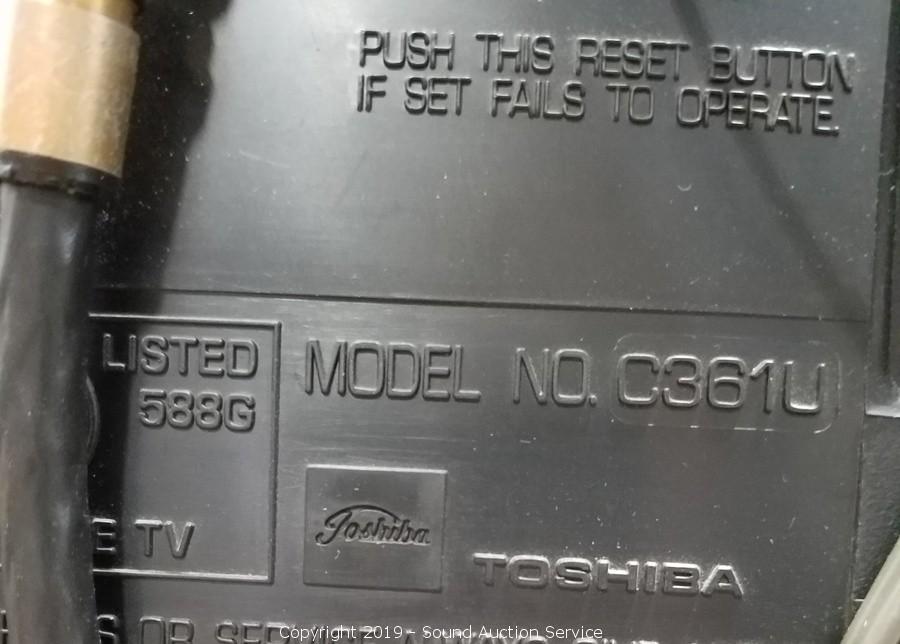 PUSH THIS RESET BUTTON
IF SET FAILS TO OPERATE.
LISTED
588G
MODEL NO. C361U
Toshiba
TV
TOSHIBA
OR
Copyright 2019 - Sound Auction Service